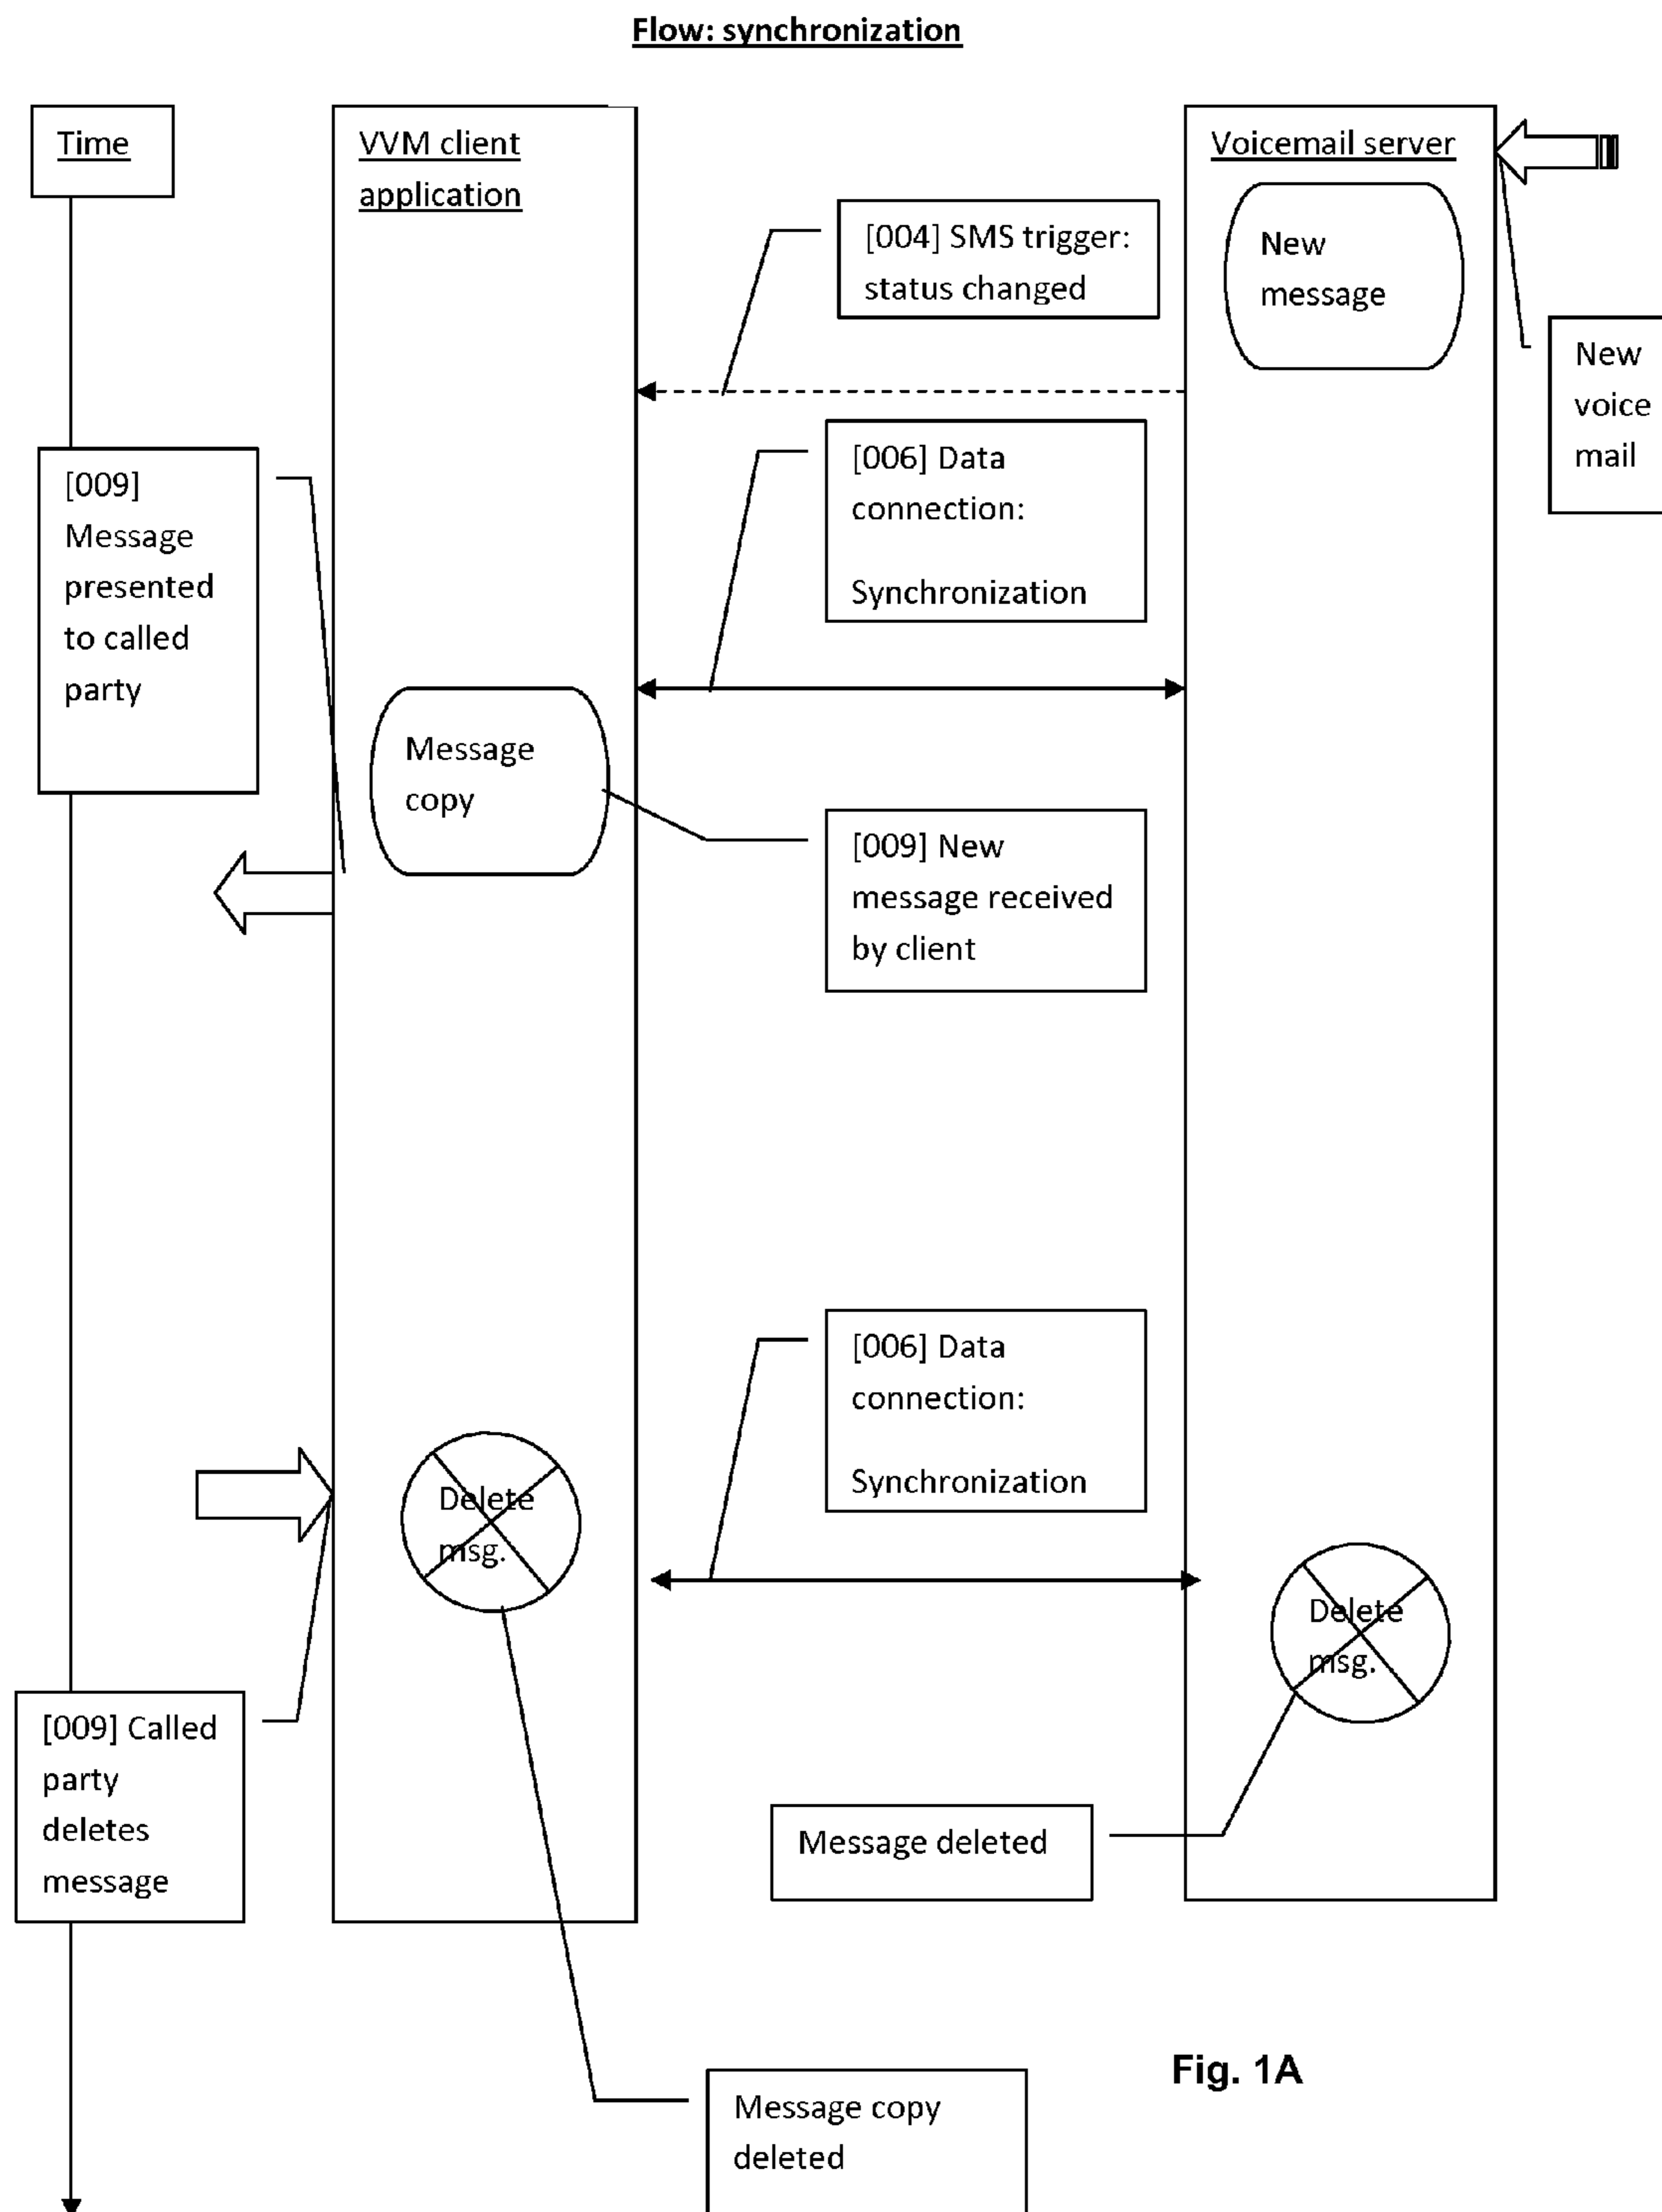 Flow: synchronization
Time
VVM client
application
Voicemail server
[004] SMS trigger:
status changed
New
message
New
voice
mail
[006] Data
connection:
Synchronization
[009]
Message
presented
to called
party
Message
copy
[009] New
message received
by client
[006] Data
connection:
Synchronization
Delete
msg.
Delete
msg.
[009] Called
party
deletes
message
Message deleted
Fig. 1A
Message copy
deleted